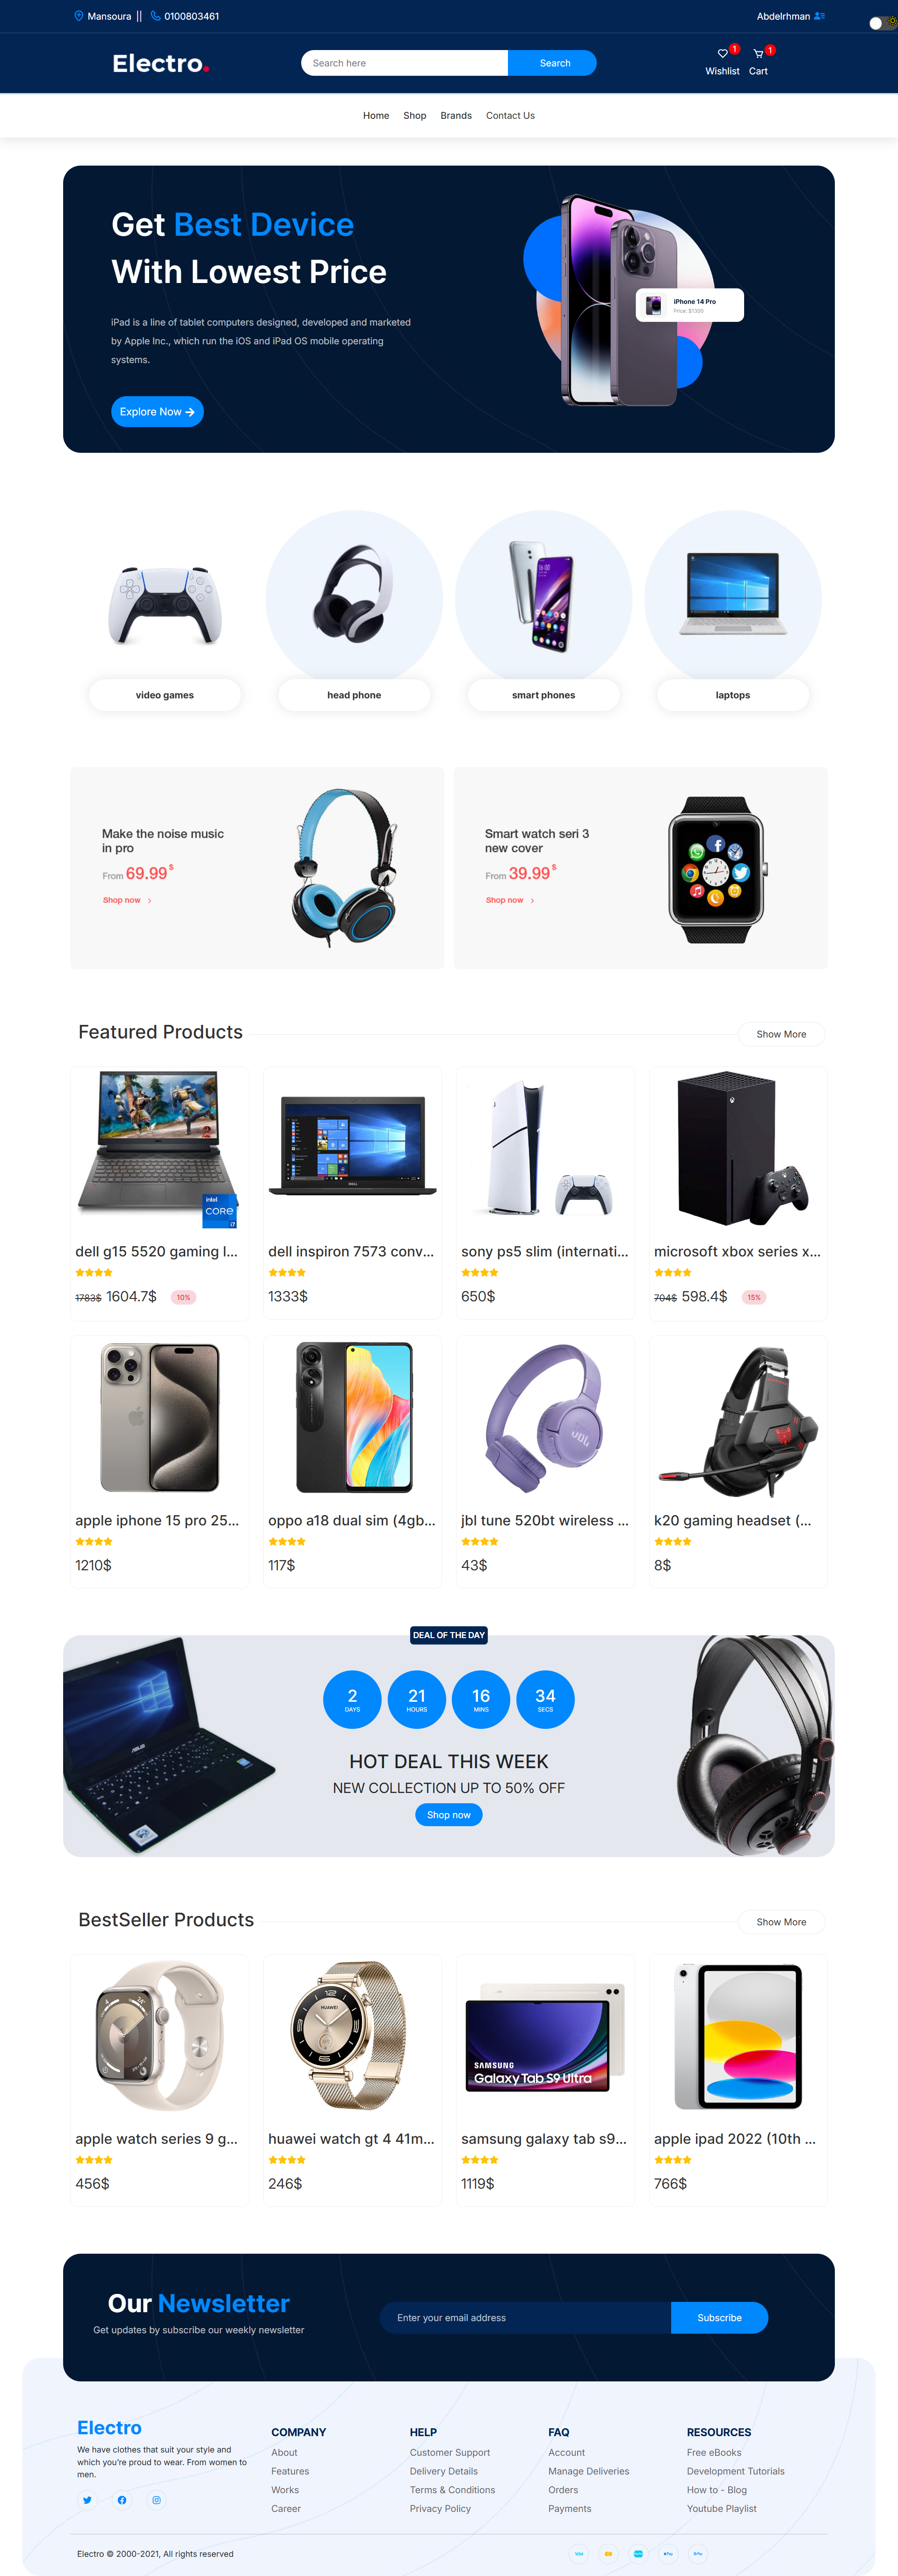 Mansoura || 0100803461
Abdelrhman
Electro.
Search here
Search
1
1
Wishlist
Cart
Home
Shop
Brands
Contact Us
Get Best Device
With Lowest Price
iPad is a line of tablet computers designed, developed and marketed
by Apple Inc., which run the iOS and iPad OS mobile operating
systems.
Explore Now
iPhone 14 Pro
Price: $1300
video games
head phone
smart phones
laptops
Make the noise music
in pro
From 69.99$
Shop now
Smart watch seri 3
new cover
From 39.99$
Shop now
Featured Products
Show More
intel
CORE
i7
DELL
dell g15 5520 gaming l...
dell inspiron 7573 conv...
sony ps5 slim (internati...
microsoft xbox series x...
1783$ 1604.7$ 10%
1333$
650$
704$ 598.4$ 15%
JBL
apple iphone 15 pro 25...
oppo a18 dual sim (4gb...
jbl tune 520bt wireless ...
k20 gaming headset (...
1210$
117$
43$
8$
DEAL OF THE DAY
2
DAYS
21
HOURS
16
MINS
34
SECS
ASUS
HOT DEAL THIS WEEK
NEW COLLECTION UP TO 50% OFF
Shop now
BestSeller Products
Show More
HUAWEI
SAMSUNG
Galaxy Tab S9 Ultra
apple watch series 9 g...
huawei watch gt 4 41m...
samsung galaxy tab s9...
apple ipad 2022 (10th ...
456$
246$
1119$
766$
Our Newsletter
Get updates by subscribe our weekly newsletter
Enter your email address
Subscribe
Electro
We have clothes that suit your style and
which you're proud to wear. From women to
men.
COMPANY
About
Features
Works
Career
HELP
Customer Support
Delivery Details
Terms & Conditions
Privacy Policy
FAQ
Account
Manage Deliveries
Orders
Payments
RESOURCES
Free eBooks
Development Tutorials
How to - Blog
Youtube Playlist
Electro © 2000-2021, All rights reserved
VISA